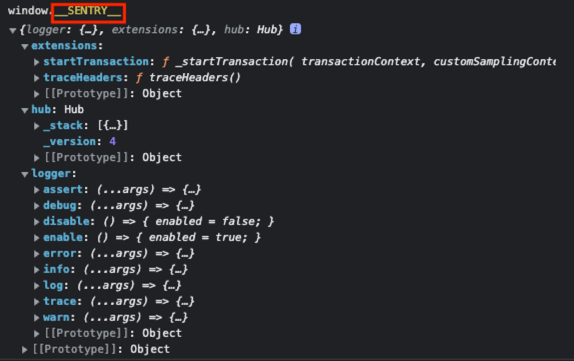 window.__SENTRY__
{logger: {…}, extensions: {…}, hub: Hub} i
extensions:
startTransaction: ƒ _startTransaction( transactionContext, customSamplingConte
traceHeaders: ƒ traceHeaders()
[[Prototype]]: Object
hub: Hub
_stack: [{…}]
_version: 4
[[Prototype]]: Object
logger:
assert: (...args) => {…}
debug: (...args) => {…}
disable: () => { enabled = false; }
enable: () => { enabled = true; }
error: (...args) => {…}
info: (...args) => {…}
log: (...args) => {…}
trace: (...args) => {…}
warn: (...args) => {…}
[[Prototype]]: Object
[[Prototype]]: Object